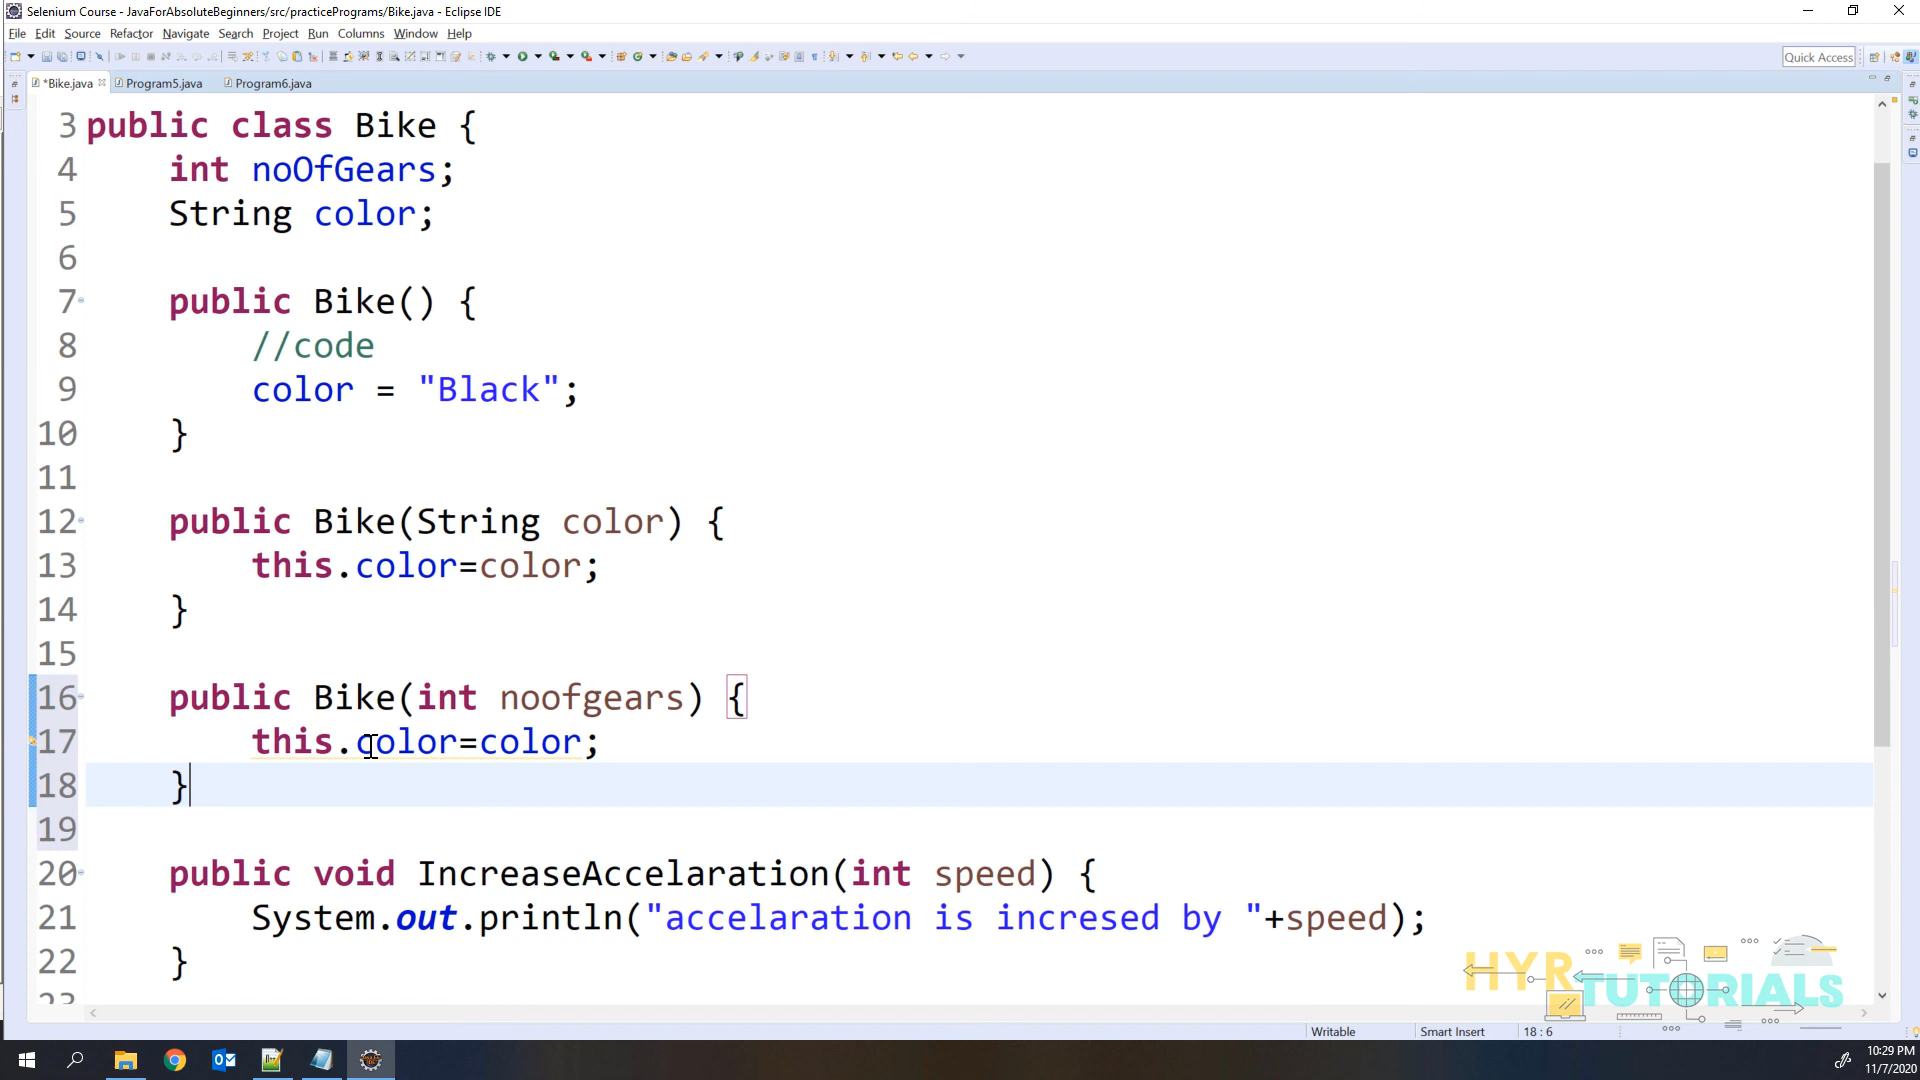 Selenium Course - JavaForAbsoluteBeginners/src/practicePrograms/Bike.java - Eclipse IDE
File Edit Source Refactor Navigate Search Project Run Columns Window Help
Quick Access
*Bike.java Program5.java Program6.java
3 public class Bike {
4 int noOfGears;
5 String color;
6
7 public Bike() {
8 //code
9 color = "Black";
10 }
11
12 public Bike(String color) {
13 this.color=color;
14 }
15
16 public Bike(int noofgears) {
17 this.color=color;
18 }
19
20 public void IncreaseAccelaration(int speed) {
21 System.out.println("accelaration is incresed by "+speed);
22 }
23
HYR TUTORIALS
Writable Smart Insert 18 : 6
10:29 PM
11/7/2020